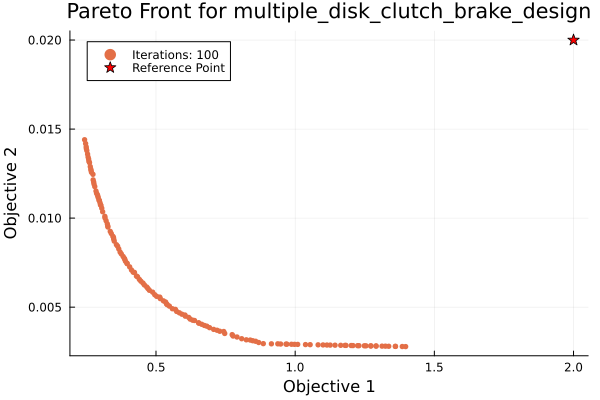 Pareto Front for multiple_disk_clutch_brake_design
Iterations: 100
Reference Point
Objective 2
0.020
0.015
0.010
0.005
0.5
1.0
1.5
2.0
Objective 1